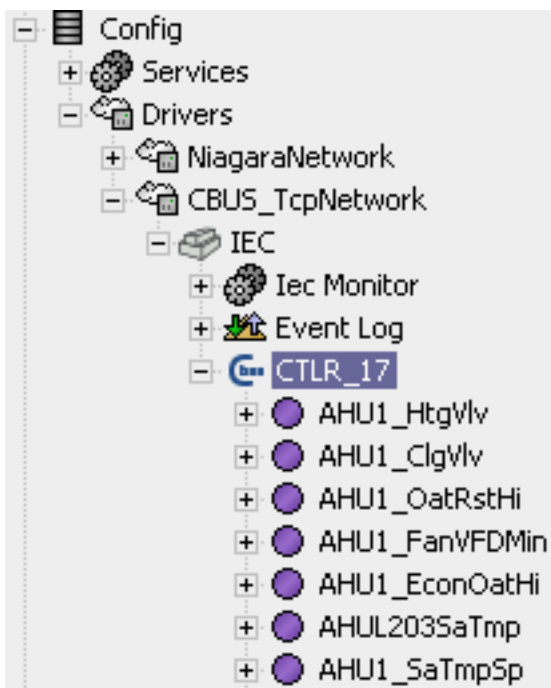 Config
Services
Drivers
NiagaraNetwork
CBUS_TcpNetwork
IEC
Iec Monitor
Event Log
CTLR_17
AHU1_HtgVlv
AHU1_ClgVlv
AHU1_OatRstHi
AHU1_FanVFDMin
AHU1_EconOatHi
AHUL203SaTmp
AHU1_SaTmpSp